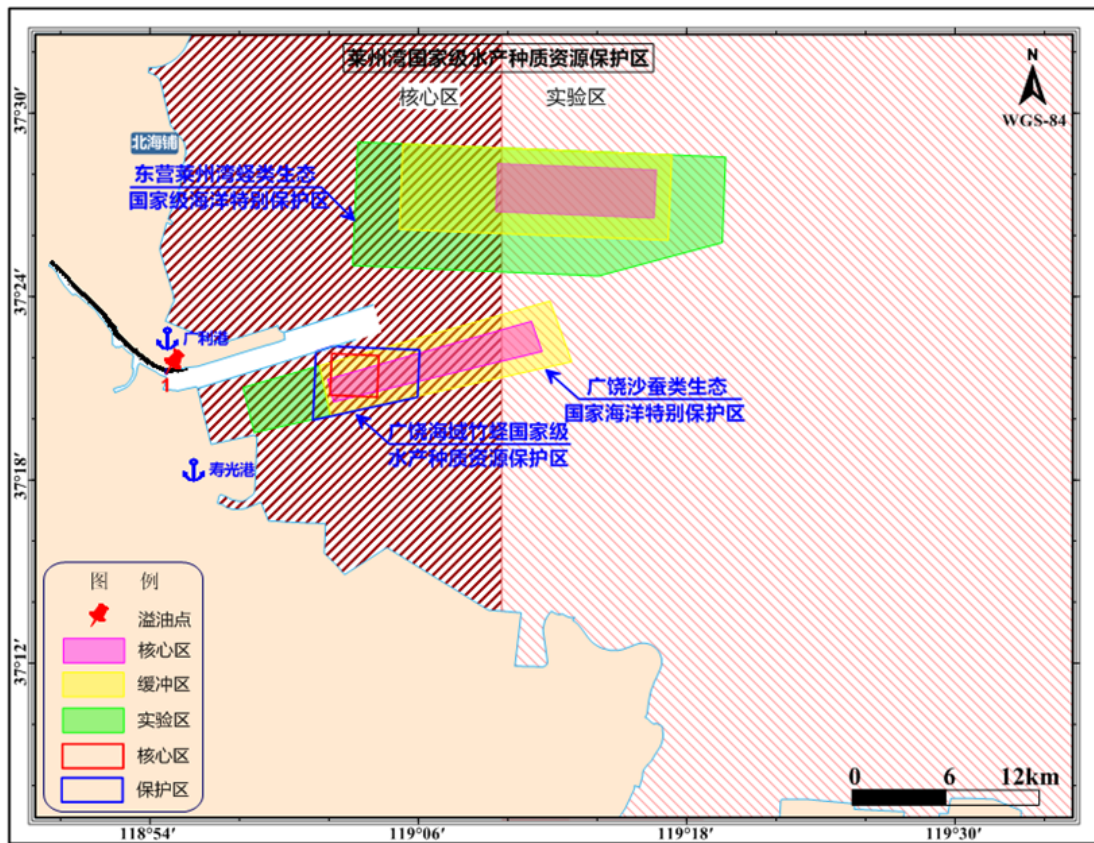 莱州湾国家级水产种质资源保护区
核心区
实验区
N
WGS-84
北海铺
东营莱州湾蛏类生态
国家级海洋特别保护区
广利港
1
广饶沙蚕类生态
国家海洋特别保护区
广饶海域竹蛏国家级
水产种质资源保护区
寿光港
图 例
溢油点
核心区
缓冲区
实验区
核心区
保护区
0 6 12km
37°30′
37°24′
37°18′
37°12′
118°54′
119°06′
119°18′
119°30′